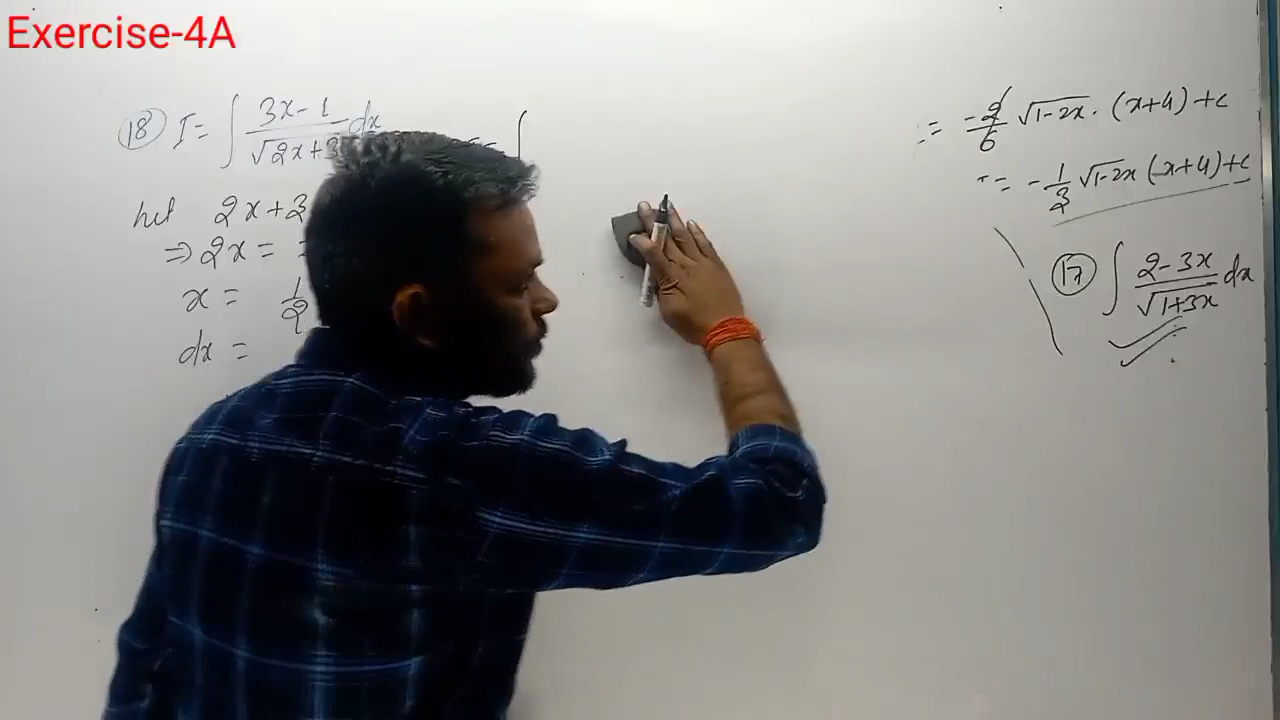 Exercise-4A
(18) I = ∫ 3x-1 / √2x+3 dx
= ∫
let 2x+3
⇒ 2x =
x = 1/2
dx =
= -2/6 √1-2x . (x+4) + c
= -1/3 √1-2x (x+4) + c
(17) ∫ 2-3x / √1+3x dx